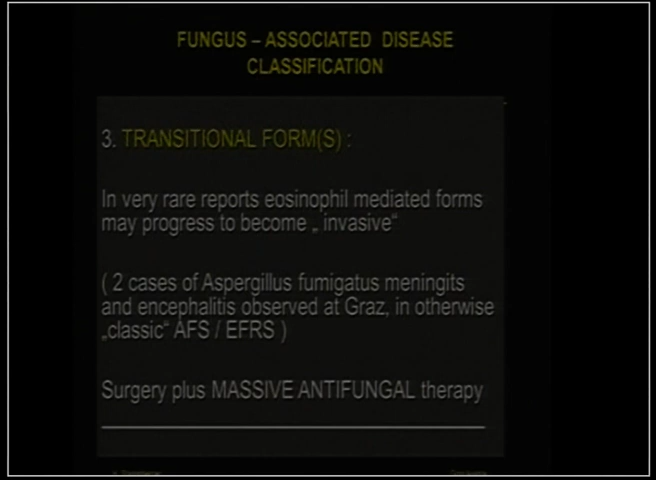 FUNGUS – ASSOCIATED DISEASE
CLASSIFICATION
3. TRANSITIONAL FORM(S) :
In very rare reports eosinophil mediated forms
may progress to become „ invasive“
( 2 cases of Aspergillus fumigatus meningits
and encephalitis observed at Graz, in otherwise
„classic“ AFS / EFRS )
Surgery plus MASSIVE ANTIFUNGAL therapy